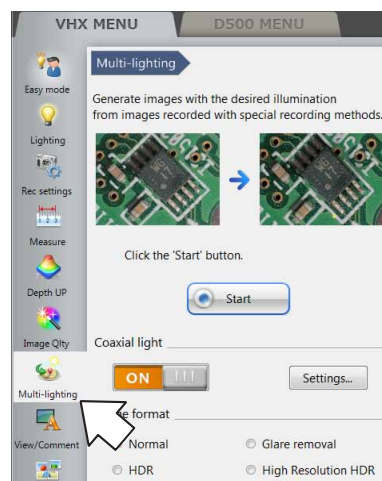 VHX MENU
D500 MENU
Multi-lighting
Easy mode
Generate images with the desired illumination
from images recorded with special recording methods.
Lighting
Rec settings
Measure
Click the 'Start' button.
Depth UP
Start
Image Qlty
Coaxial light
ON
Settings...
Multi-lighting
format
View/Comment
Normal
Glare removal
HDR
High Resolution HDR